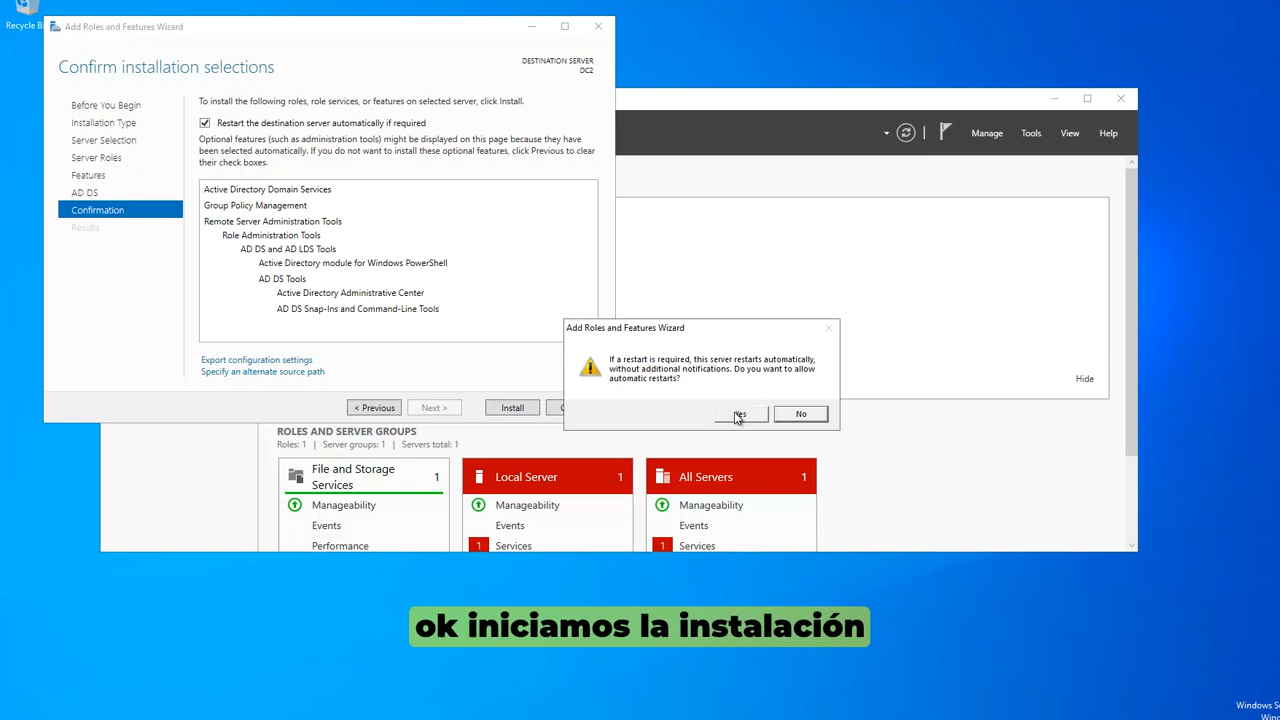 Recycle B
Add Roles and Features Wizard
Confirm installation selections
DESTINATION SERVER
DC2
Before You Begin
Installation Type
Server Selection
Server Roles
Features
AD DS
Confirmation
Results
To install the following roles, role services, or features on selected server, click Install.
Restart the destination server automatically if required
Optional features (such as administration tools) might be displayed on this page because they have
been selected automatically. If you do not want to install these optional features, click Previous to clear
their check boxes.
Active Directory Domain Services
Group Policy Management
Remote Server Administration Tools
Role Administration Tools
AD DS and AD LDS Tools
Active Directory module for Windows PowerShell
AD DS Tools
Active Directory Administrative Center
AD DS Snap-Ins and Command-Line Tools
Export configuration settings
Specify an alternate source path
< Previous
Next >
Install
Manage
Tools
View
Help
Hide
Add Roles and Features Wizard
If a restart is required, this server restarts automatically,
without additional notifications. Do you want to allow
automatic restarts?
Yes
No
ROLES AND SERVER GROUPS
Roles: 1 | Server groups: 1 | Servers total: 1
File and Storage
Services
1
Manageability
Events
Performance
Local Server
1
Manageability
Events
1
Services
All Servers
1
Manageability
Events
1
Services
ok iniciamos la instalación
Windows Se